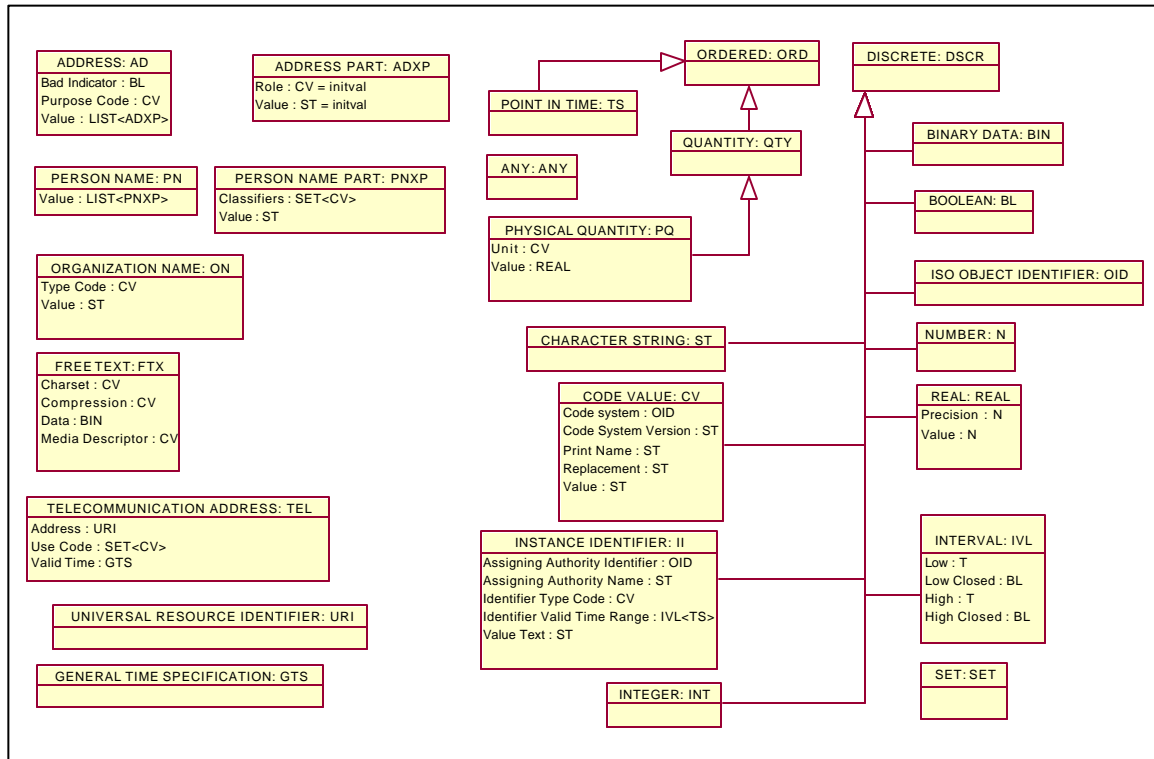 ADDRESS: AD
Bad Indicator : BL
Purpose Code : CV
Value : LIST<ADXP>
ADDRESS PART: ADXP
Role : CV = initval
Value : ST = initval
PERSON NAME: PN
Value : LIST<PNXP>
PERSON NAME PART: PNXP
Classifiers : SET<CV>
Value : ST
ORGANIZATION NAME: ON
Type Code : CV
Value : ST
FREE TEXT: FTX
Charset : CV
Compression : CV
Data : BIN
Media Descriptor : CV
TELECOMMUNICATION ADDRESS: TEL
Address : URI
Use Code : SET<CV>
Valid Time : GTS
UNIVERSAL RESOURCE IDENTIFIER: URI
GENERAL TIME SPECIFICATION: GTS
ORDERED: ORD
POINT IN TIME: TS
QUANTITY: QTY
ANY: ANY
PHYSICAL QUANTITY: PQ
Unit : CV
Value : REAL
CHARACTER STRING: ST
CODE VALUE: CV
Code system : OID
Code System Version : ST
Print Name : ST
Replacement : ST
Value : ST
INSTANCE IDENTIFIER: II
Assigning Authority Identifier : OID
Assigning Authority Name : ST
Identifier Type Code : CV
Identifier Valid Time Range : IVL<TS>
Value Text : ST
INTEGER: INT
DISCRETE: DSCR
BINARY DATA: BIN
BOOLEAN: BL
ISO OBJECT IDENTIFIER: OID
NUMBER: N
REAL: REAL
Precision : N
Value : N
INTERVAL: IVL
Low : T
Low Closed : BL
High : T
High Closed : BL
SET: SET